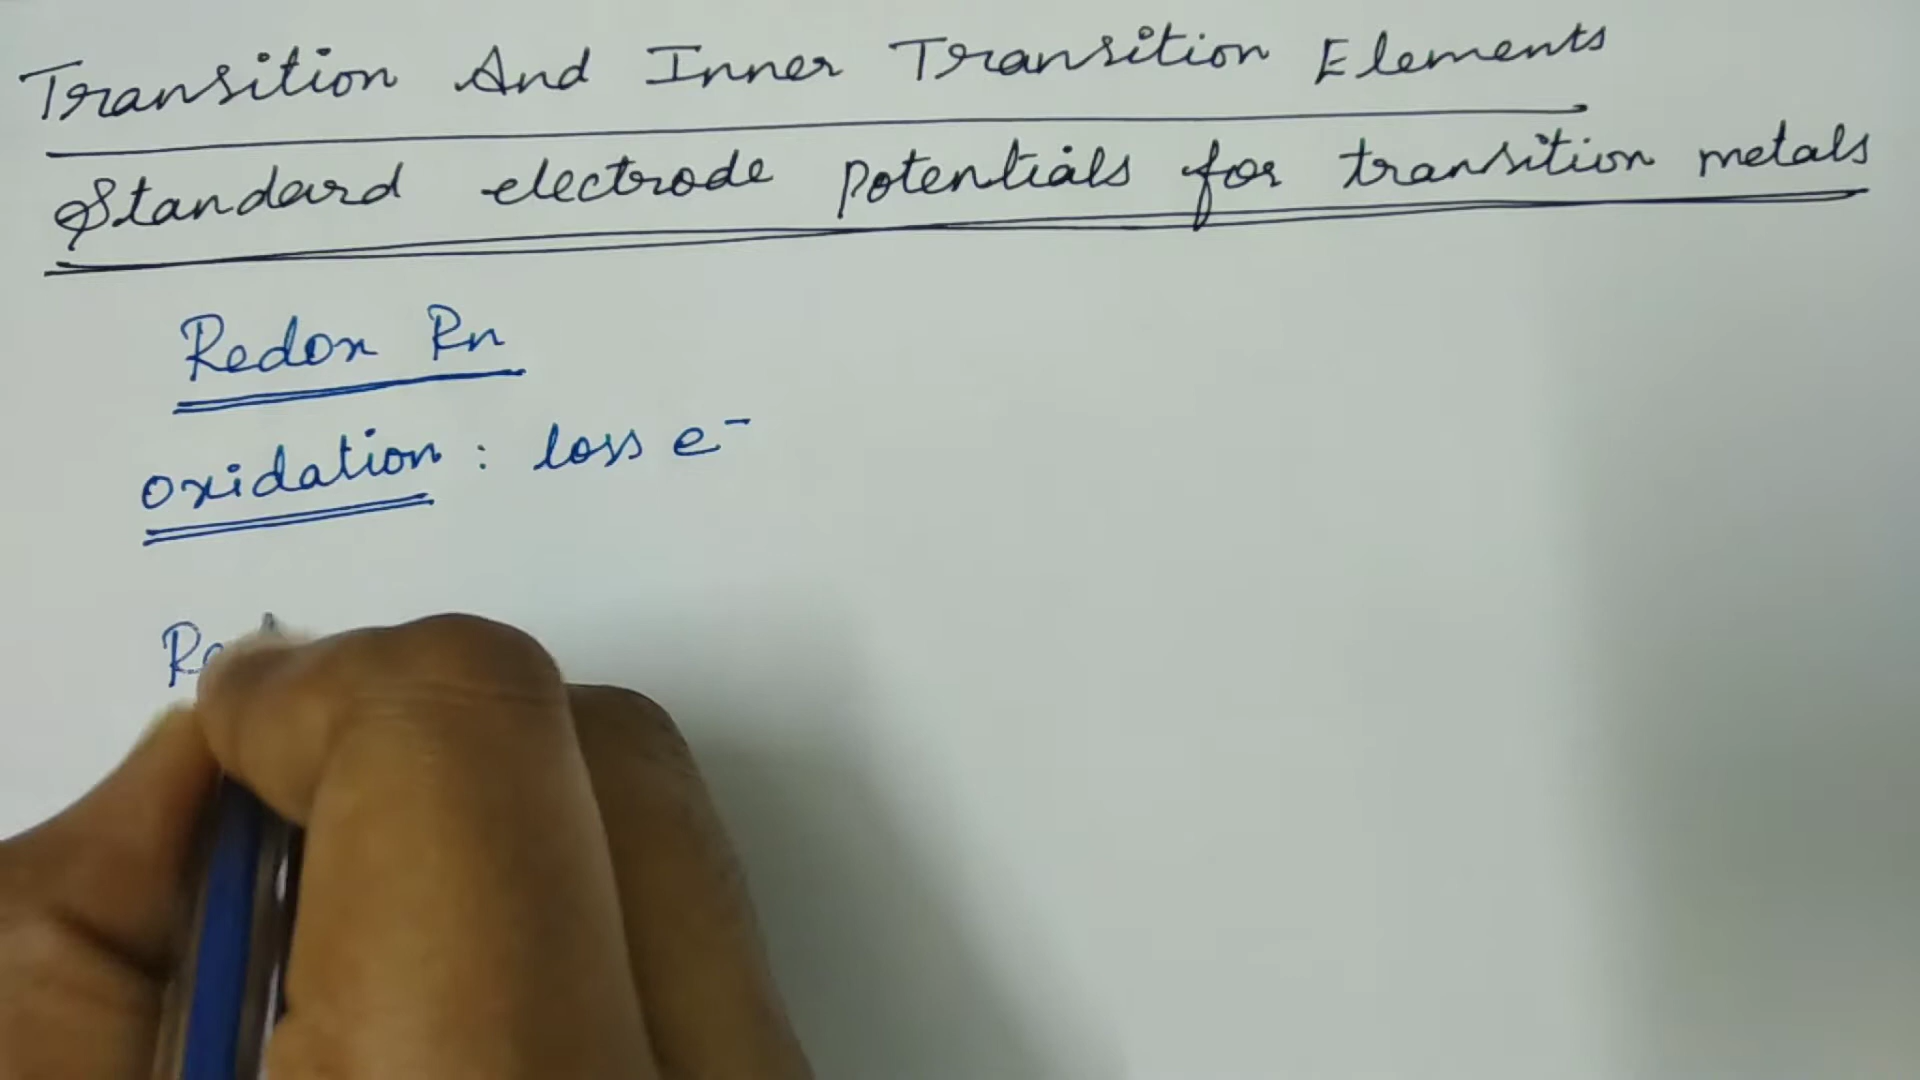 Transition And Inner Transition Elements
Standard electrode potentials for transition metals
Redox Rn
oxidation : loss e⁻